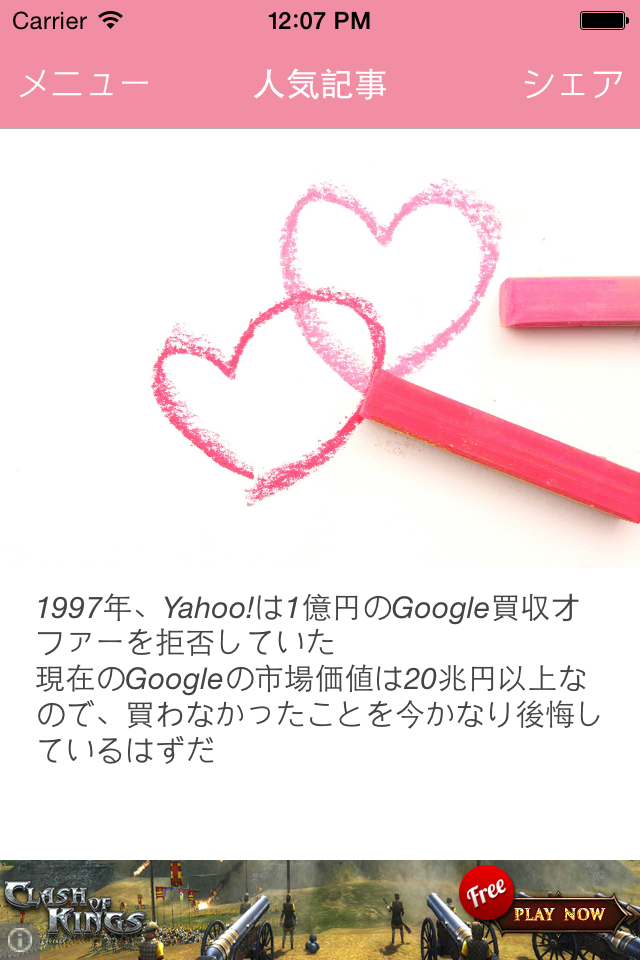 Carrier 12:07 PM
メニュー 人気記事 シェア
1997年、Yahoo!は1億円のGoogle買収オ
ファーを拒否していた
現在のGoogleの市場価値は20兆円以上な
ので、買わなかったことを今かなり後悔し
ているはずだ
CLASH OF KINGS
Free
PLAY NOW